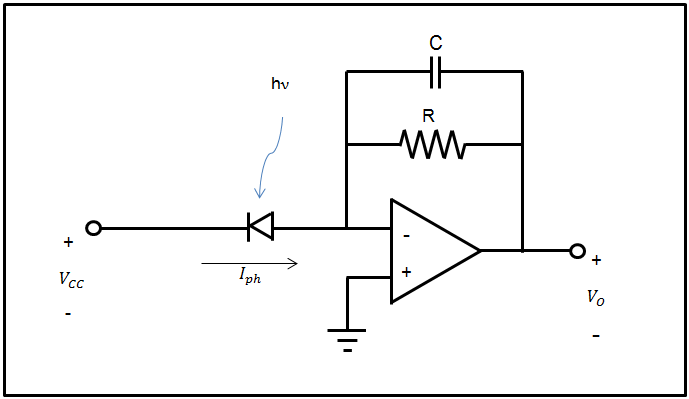 C
hν
R
-
+
+
V_CC
-
I_ph
+
V_O
-